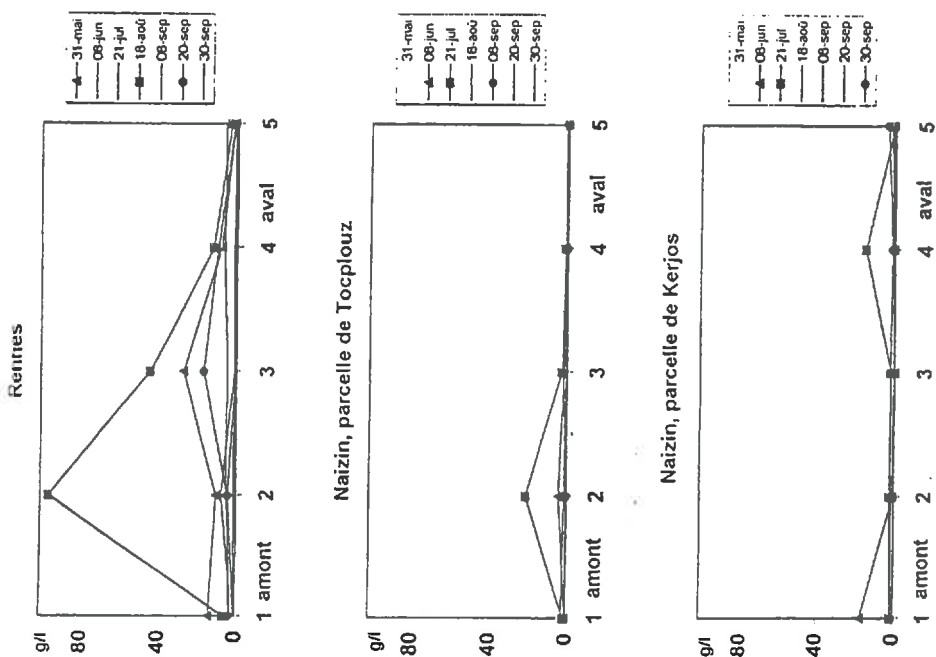 Rennes
g/l
80
40
0
1 amont 2 3 4 aval 5
31-mai
08-jun
21-jul
18-aoû
08-sep
20-sep
30-sep
Naizin, parcelle de Tocplouz
g/l
80
40
0
1 amont 2 3 4 aval 5
31-mai
08-jun
21-jul
18-aoû
08-sep
20-sep
30-sep
Naizin, parcelle de Kerjos
g/l
80
40
0
1 amont 2 3 4 aval 5
31-mai
08-jun
21-jul
18-aoû
08-sep
20-sep
30-sep